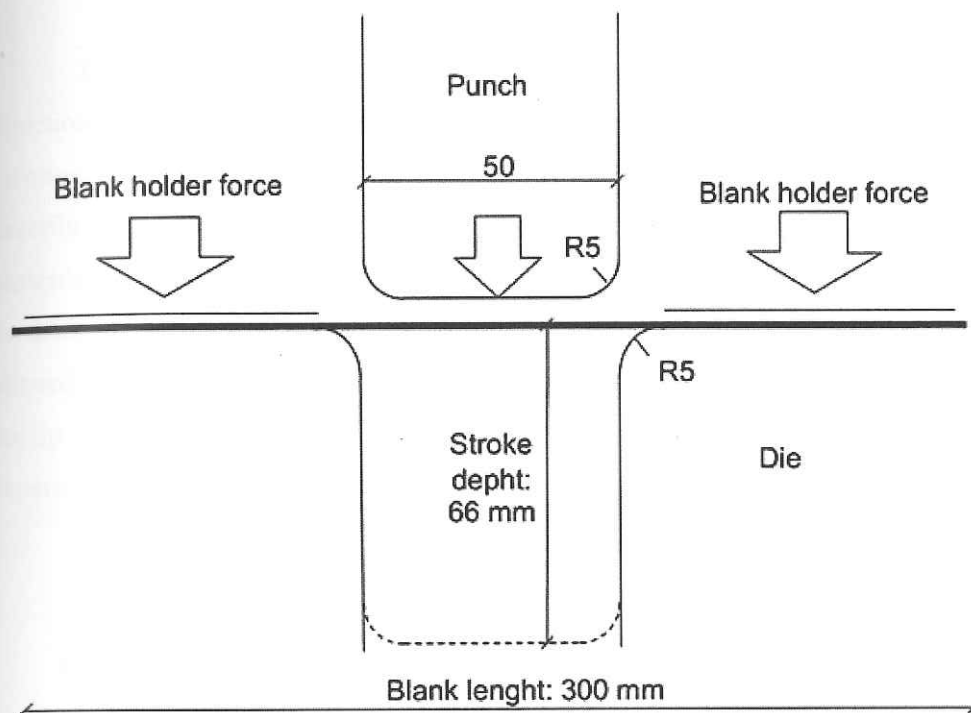 Punch
50
Blank holder force
Blank holder force
R5
R5
Stroke
depht:
66 mm
Die
Blank lenght: 300 mm